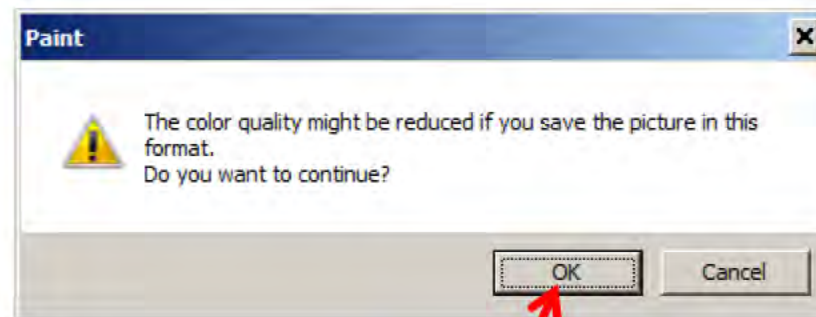 Paint
The color quality might be reduced if you save the picture in this
format.
Do you want to continue?
OK
Cancel